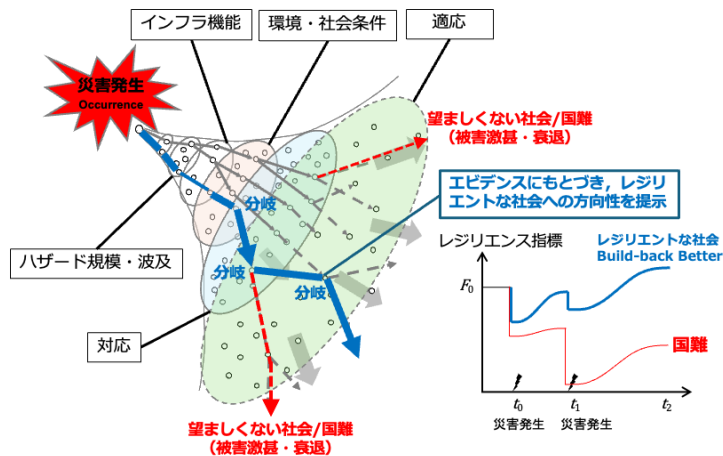 インフラ機能
環境・社会条件
適応
災害発生
Occurrence
望ましくない社会/国難
（被害激甚・衰退）
分岐
エビデンスにもとづき，レジリ
エントな社会への方向性を提示
ハザード規模・波及
分岐
分岐
対応
望ましくない社会/国難
（被害激甚・衰退）
レジリエンス指標
レジリエントな社会
Build-back Better
F0
国難
t0
t1
t2
災害発生
災害発生